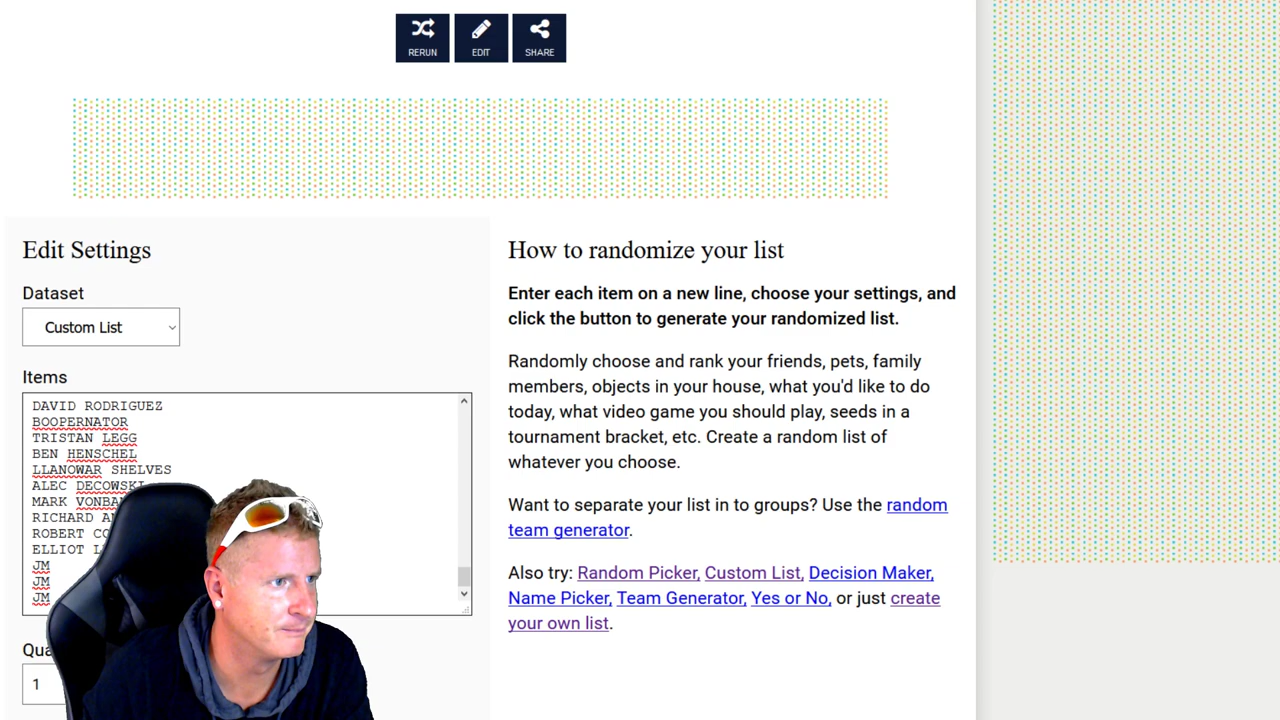 RERUN
EDIT
SHARE
Edit Settings
Dataset
Custom List
Items
DAVID RODRIGUEZ
BOOPERNATOR
TRISTAN LEGG
BEN HENSCHEL
LLANOWAR SHELVES
ALEC DECOWSKI
MARK
RICHARD
ROBERT
ELLIOT
JM
JM
JM
1
How to randomize your list
Enter each item on a new line, choose your settings, and
click the button to generate your randomized list.
Randomly choose and rank your friends, pets, family
members, objects in your house, what you'd like to do
today, what video game you should play, seeds in a
tournament bracket, etc. Create a random list of
whatever you choose.
Want to separate your list in to groups? Use the random
team generator.
Also try: Random Picker, Custom List, Decision Maker,
Name Picker, Team Generator, Yes or No, or just create
your own list.